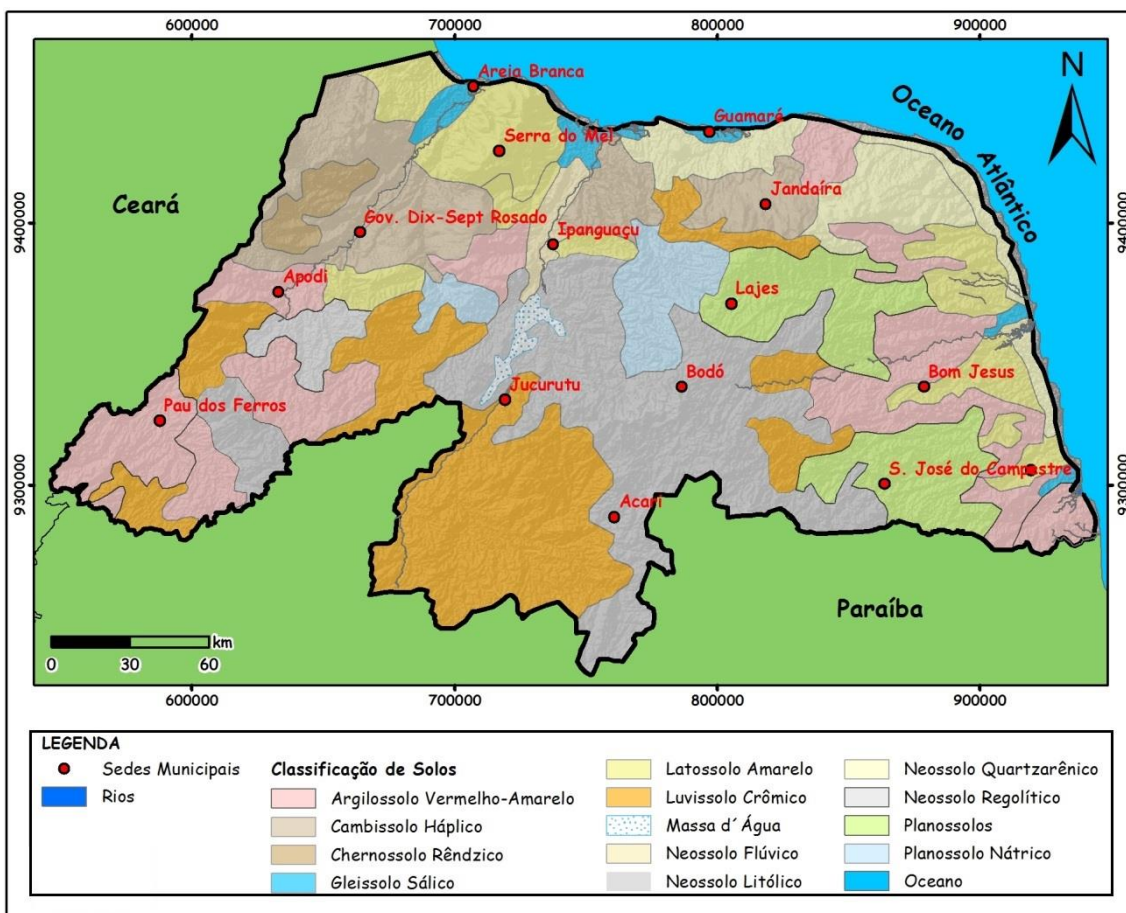 600000 700000 800000 900000
N
Areia Branca
Oceano
Guamaré
Serra do Mel
Atlântico
Ceará
Jandaíra
9400000 9400000
Gov. Dix-Sept Rosado
Ipanguaçu
Apodi
Lajes
Bodó
Bom Jesus
Jucurutu
Pau dos Ferros
S. José do Campestre
9300000 9300000
Acari
Paraíba
km
0 30 60
600000 700000 800000 900000
LEGENDA
Sedes Municipais
Rios
Classificação de Solos
Argilossolo Vermelho-Amarelo
Cambissolo Háplico
Chernossolo Rêndzico
Gleissolo Sálico
Latossolo Amarelo
Luvissolo Crômico
Massa d´Água
Neossolo Flúvico
Neossolo Litólico
Neossolo Quartzarênico
Neossolo Regolítico
Planossolos
Planossolo Nátrico
Oceano